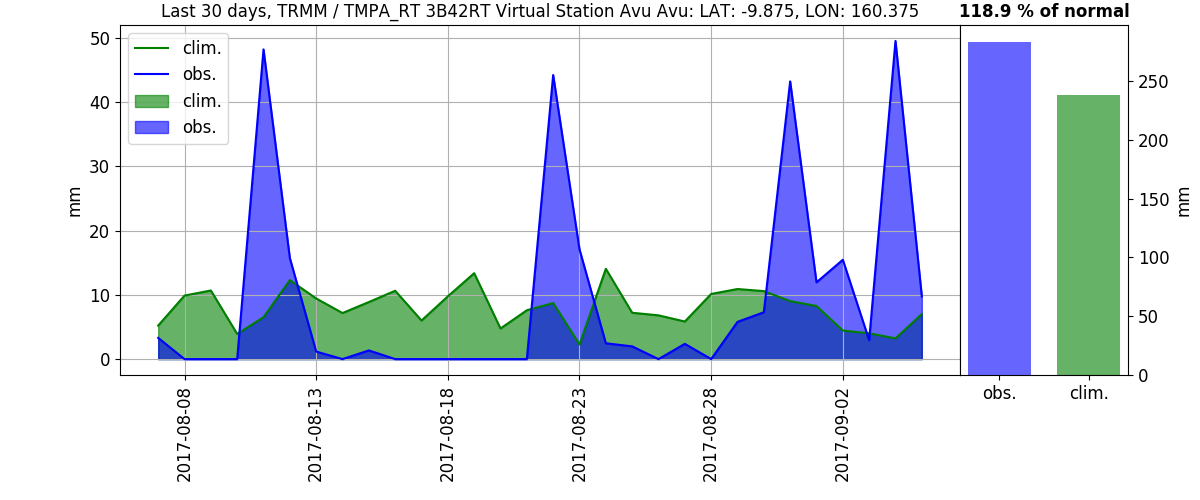 Last 30 days, TRMM / TMPA_RT 3B42RT Virtual Station Avu Avu: LAT: -9.875, LON: 160.375
118.9 % of normal
clim.
obs.
clim.
obs.
50
40
30
20
10
0
mm
2017-08-08
2017-08-13
2017-08-18
2017-08-23
2017-08-28
2017-09-02
250
200
150
100
50
0
mm
obs.
clim.